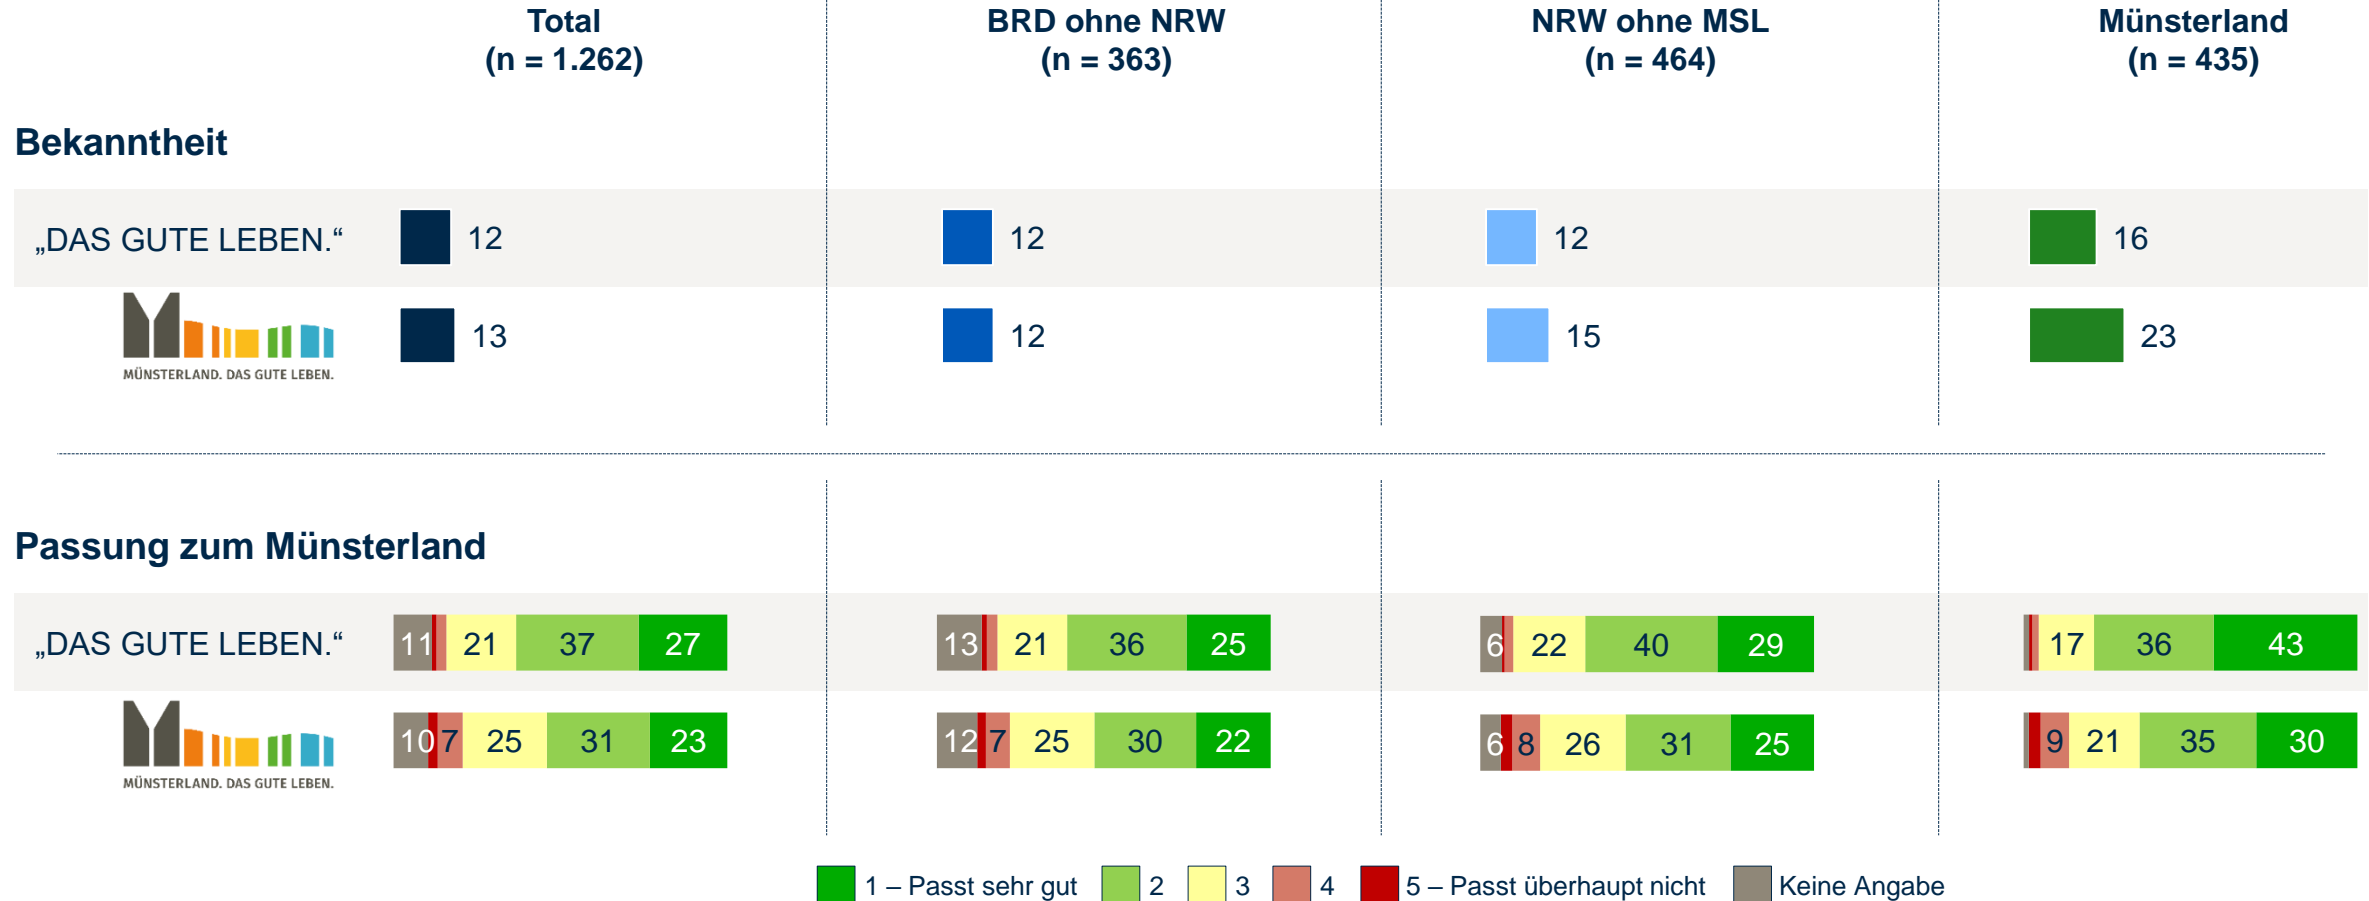 Total
(n = 1.262)
BRD ohne NRW
(n = 363)
NRW ohne MSL
(n = 464)
Münsterland
(n = 435)
Bekanntheit
„DAS GUTE LEBEN.“ 12 12 12 16
13 12 15 23
MÜNSTERLAND. DAS GUTE LEBEN.
Passung zum Münsterland
„DAS GUTE LEBEN.“ 11 21 37 27 13 21 36 25 6 22 40 29 17 36 43
10 7 25 31 23 12 7 25 30 22 6 8 26 31 25 9 21 35 30
MÜNSTERLAND. DAS GUTE LEBEN.
1 – Passt sehr gut 2 3 4 5 – Passt überhaupt nicht Keine Angabe